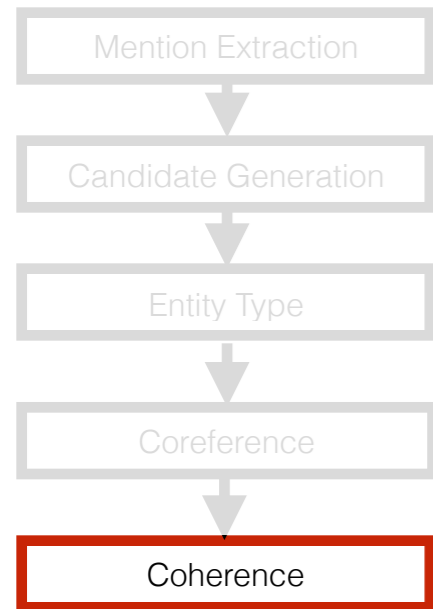 Mention Extraction
Candidate Generation
Entity Type
Coreference
Coherence